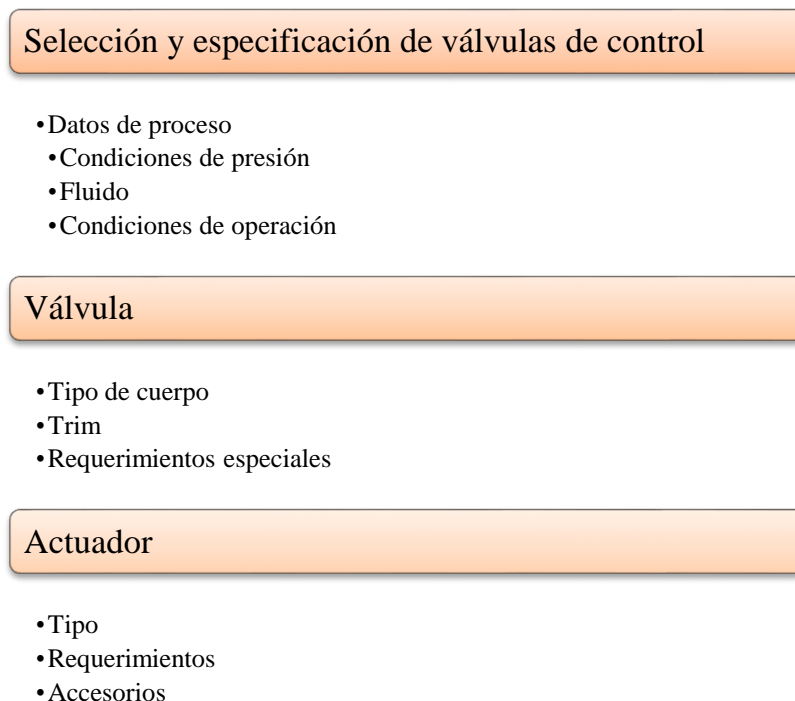 Selección y especificación de válvulas de control
•Datos de proceso
•Condiciones de presión
•Fluido
•Condiciones de operación
Válvula
•Tipo de cuerpo
•Trim
•Requerimientos especiales
Actuador
•Tipo
•Requerimientos
•Accesorios